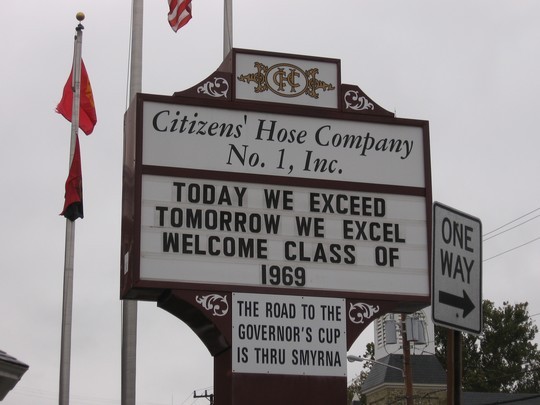 Citizens' Hose Company
No. 1, Inc.
TODAY WE EXCEED
TOMORROW WE EXCEL
WELCOME CLASS OF
1969
THE ROAD TO THE
GOVERNOR'S CUP
IS THRU SMYRNA
ONE
WAY